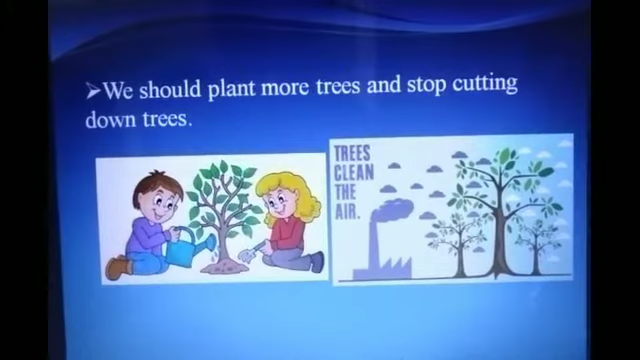 We should plant more trees and stop cutting
down trees.
TREES
CLEAN
THE
AIR.